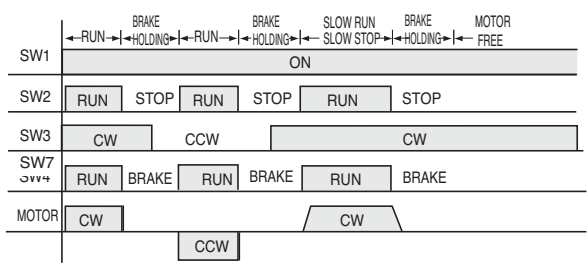 BRAKE BRAKE SLOW RUN BRAKE MOTOR
RUN HOLDING RUN HOLDING SLOW STOP HOLDING FREE
SW1 ON
SW2 RUN STOP RUN STOP RUN STOP
SW3 CW CCW CW
SW7
SW4 RUN BRAKE RUN BRAKE RUN BRAKE
MOTOR CW CW
CCW